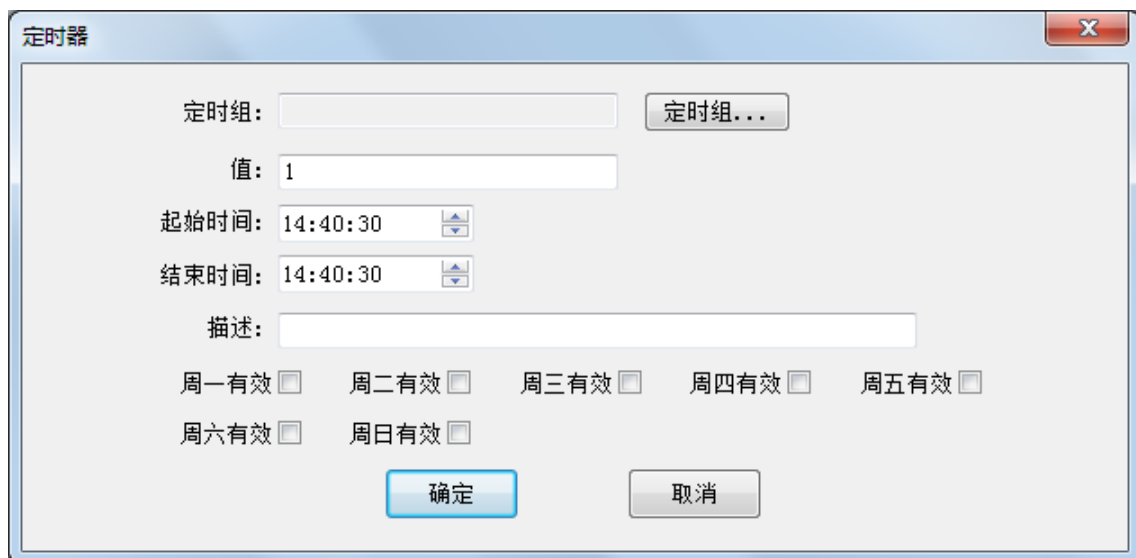 定时器
定时组： 定时组...
值： 1
起始时间： 14:40:30
结束时间： 14:40:30
描述：
周一有效 周二有效 周三有效 周四有效 周五有效
周六有效 周日有效
确定 取消